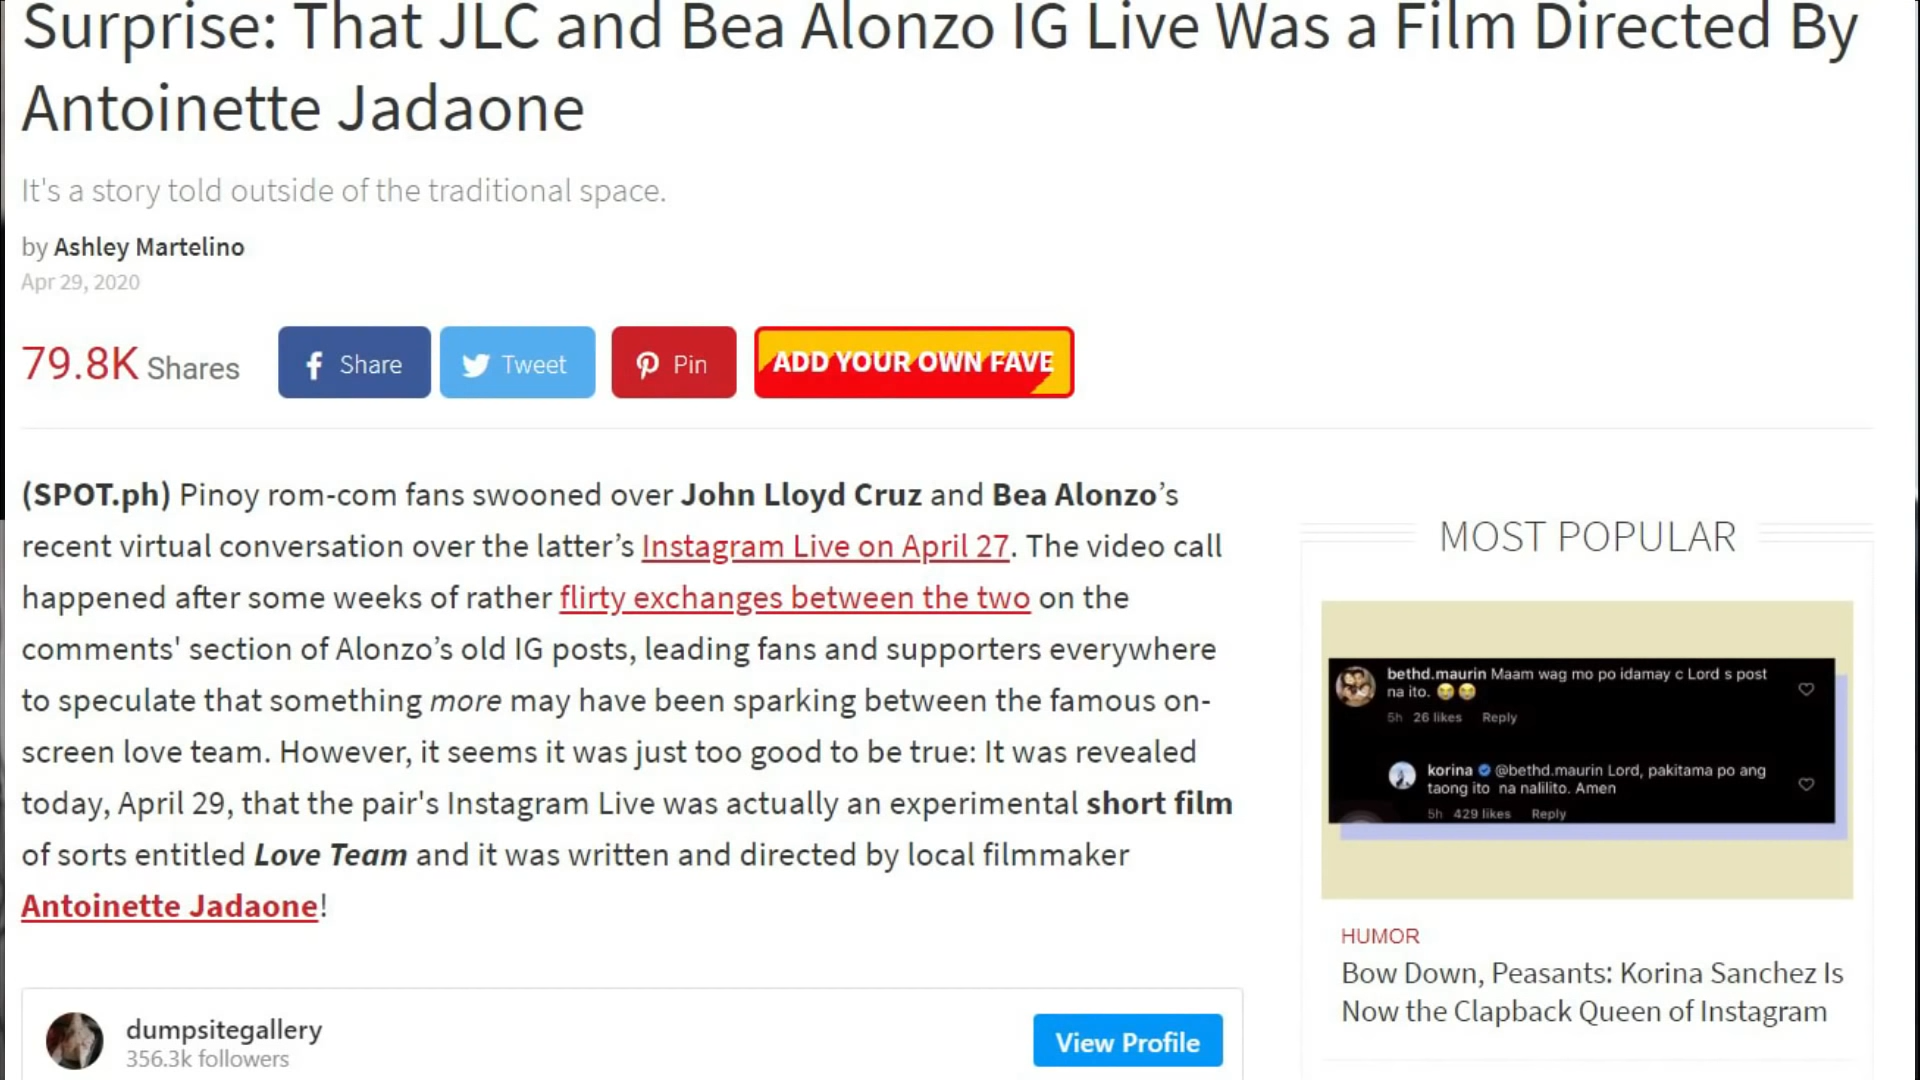 Surprise: That JLC and Bea Alonzo IG Live Was a Film Directed By
Antoinette Jadaone
It's a story told outside of the traditional space.
by Ashley Martelino
Apr 29, 2020
79.8K Shares
Share
Tweet
Pin
ADD YOUR OWN FAVE
(SPOT.ph) Pinoy rom-com fans swooned over John Lloyd Cruz and Bea Alonzo’s
recent virtual conversation over the latter’s Instagram Live on April 27. The video call
happened after some weeks of rather flirty exchanges between the two on the
comments' section of Alonzo’s old IG posts, leading fans and supporters everywhere
to speculate that something more may have been sparking between the famous on-
screen love team. However, it seems it was just too good to be true: It was revealed
today, April 29, that the pair's Instagram Live was actually an experimental short film
of sorts entitled Love Team and it was written and directed by local filmmaker
Antoinette Jadaone!
dumpsitegallery
356.3k followers
View Profile
MOST POPULAR
bethd.maurin Maam wag mo po idamay c Lord s post
na ito. 😂😂
5h 26 likes Reply
korina @bethd.maurin Lord, pakitama po ang
taong ito na nalilito. Amen
5h 429 likes Reply
HUMOR
Bow Down, Peasants: Korina Sanchez Is
Now the Clapback Queen of Instagram